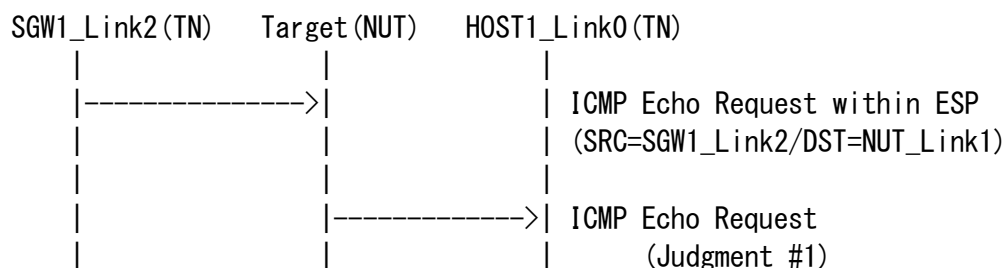 SGW1_Link2(TN) Target(NUT) HOST1_Link0(TN)
| | |
|--------------->| | ICMP Echo Request within ESP
| | | (SRC=SGW1_Link2/DST=NUT_Link1)
| | |
| |------------->| ICMP Echo Request
| | | (Judgment #1)